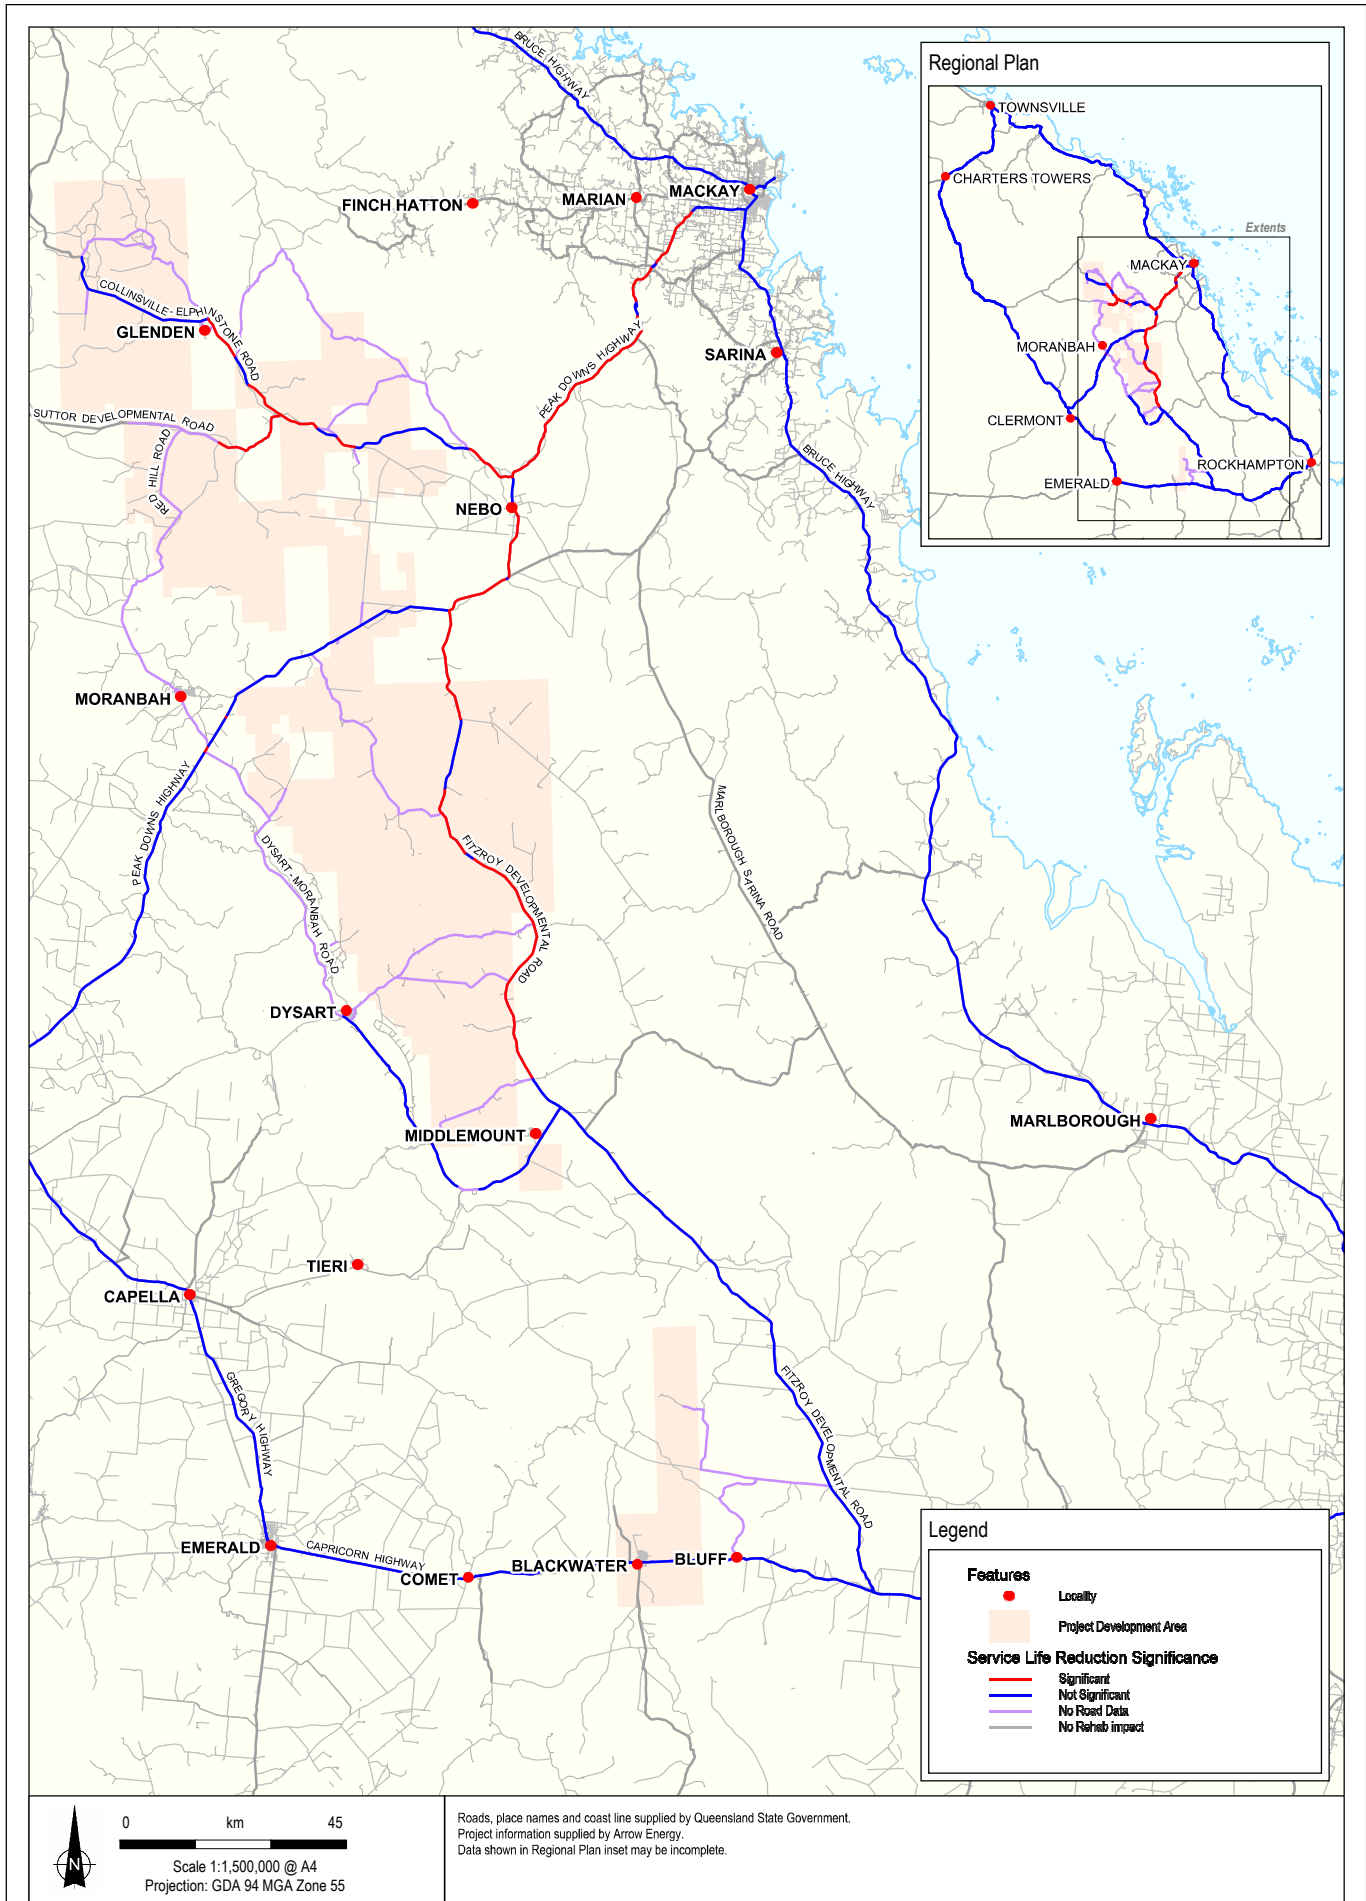 BRUCE HIGHWAY
Regional Plan
TOWNSVILLE
CHARTERS TOWERS
Extents
MACKAY
MORANBAH
CLERMONT
ROCKHAMPTON
EMERALD
FINCH HATTON
MARIAN
MACKAY
COLLINSVILLE - ELPHINSTONE ROAD
GLENDEN
PEAK DOWNS HIGHWAY
SARINA
SUTTOR DEVELOPMENTAL ROAD
RED HILL ROAD
BRUCE HIGHWAY
NEBO
MORANBAH
PEAK DOWNS HIGHWAY
DYSART-MORANBAH ROAD
FITZROY DEVELOPMENTAL ROAD
MARLBOROUGH SARINA ROAD
DYSART
MIDDLEMOUNT
MARLBOROUGH
TIERI
CAPELLA
GREGORY HIGHWAY
FITZROY DEVELOPMENTAL ROAD
EMERALD
CAPRICORN HIGHWAY
COMET
BLACKWATER
BLUFF
Legend
Features
Locality
Project Development Area
Service Life Reduction Significance
Significant
Not Significant
No Road Data
No Rehab impact
N
0 km 45
Scale 1:1,500,000 @ A4
Projection: GDA 94 MGA Zone 55
Roads, place names and coast line supplied by Queensland State Government.
Project information supplied by Arrow Energy.
Data shown in Regional Plan inset may be incomplete.